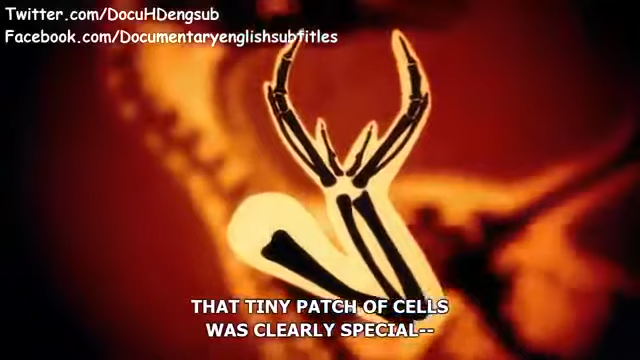 Twitter.com/DocuHDengsub
Facebook.com/Documentaryenglishsubtitles
THAT TINY PATCH OF CELLS
WAS CLEARLY SPECIAL--